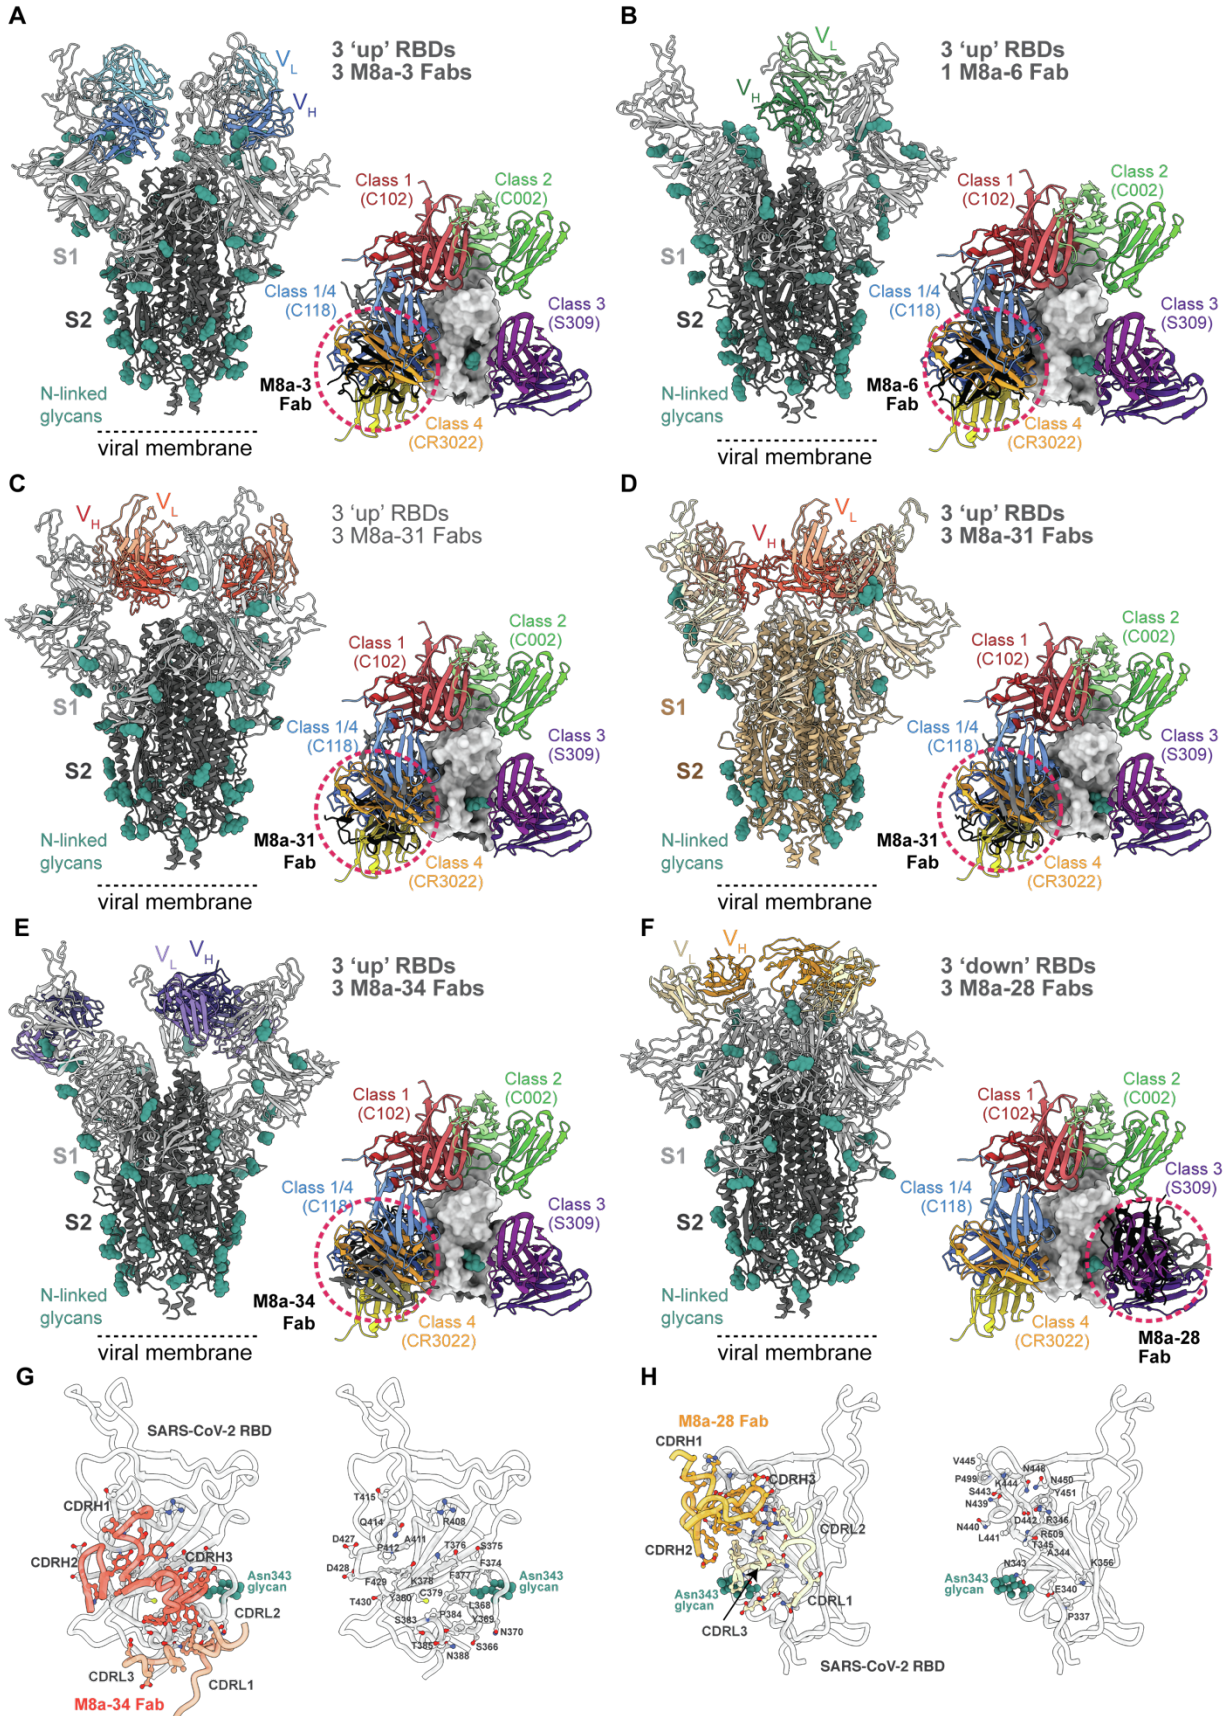 A
3 ‘up’ RBDs
3 M8a-3 Fabs
VL
VH
S1
S2
N-linked
glycans
viral membrane
Class 1
(C102)
Class 2
(C002)
Class 1/4
(C118)
Class 3
(S309)
M8a-3
Fab
Class 4
(CR3022)
B
3 ‘up’ RBDs
1 M8a-6 Fab
VL
VH
S1
S2
N-linked
glycans
viral membrane
Class 1
(C102)
Class 2
(C002)
Class 1/4
(C118)
Class 3
(S309)
M8a-6
Fab
Class 4
(CR3022)
C
3 ‘up’ RBDs
3 M8a-31 Fabs
VH
VL
S1
S2
N-linked
glycans
viral membrane
Class 1
(C102)
Class 2
(C002)
Class 1/4
(C118)
Class 3
(S309)
M8a-31
Fab
Class 4
(CR3022)
D
3 ‘up’ RBDs
3 M8a-31 Fabs
VL
VH
S1
S2
N-linked
glycans
viral membrane
Class 1
(C102)
Class 2
(C002)
Class 1/4
(C118)
Class 3
(S309)
M8a-31
Fab
Class 4
(CR3022)
E
3 ‘up’ RBDs
3 M8a-34 Fabs
VL
VH
S1
S2
N-linked
glycans
viral membrane
Class 1
(C102)
Class 2
(C002)
Class 1/4
(C118)
Class 3
(S309)
M8a-34
Fab
Class 4
(CR3022)
F
3 ‘down’ RBDs
3 M8a-28 Fabs
VL
VH
S1
S2
N-linked
glycans
viral membrane
Class 1
(C102)
Class 2
(C002)
Class 1/4
(C118)
Class 3
(S309)
Class 4
(CR3022)
M8a-28
Fab
G
SARS-CoV-2 RBD
CDRH1
CDRH2
CDRH3
Asn343
glycan
CDRL2
CDRL3
CDRL1
M8a-34 Fab
T415
Q414
R408
D427
A411
P412
T376
S375
D428
F374
F377
F429
K378
C379
Asn343
glycan
T430
Y380
L368
S383
P384
Y369
N370
T385
S366
N388
H
M8a-28 Fab
CDRH1
CDRH3
CDRL2
CDRH2
Asn343
glycan
CDRL1
CDRL3
SARS-CoV-2 RBD
V445
N448
P499
K444
N450
S443
Y451
N439
D442
R346
N440
R509
L441
T345
A344
K356
N343
Asn343
glycan
E340
P337